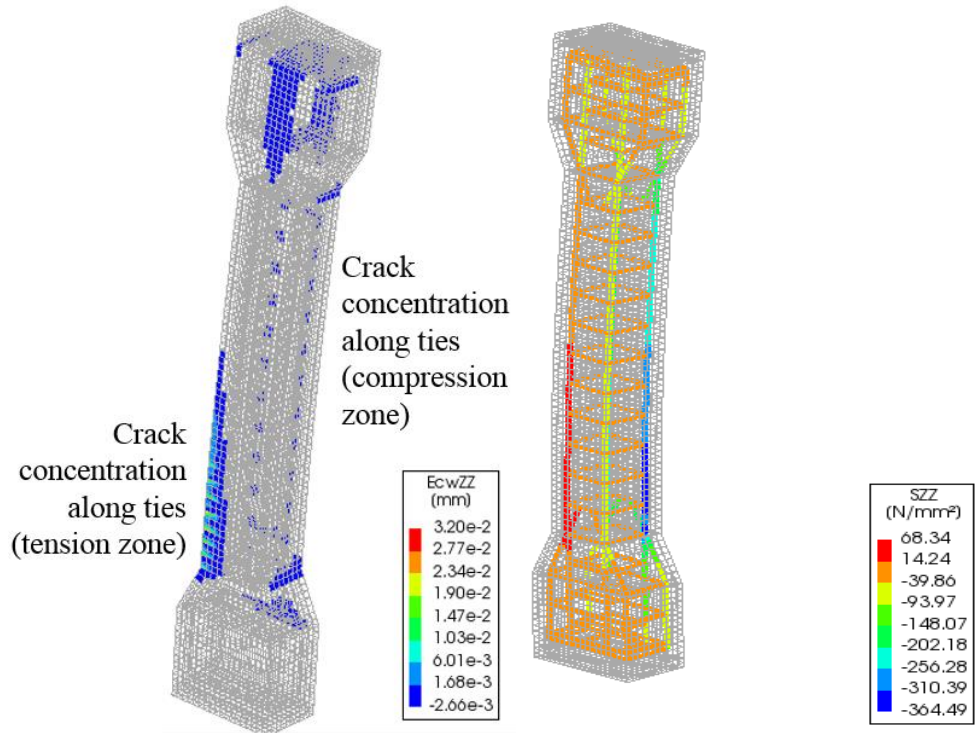 Crack
concentration
along ties
(compression
zone)
Crack
concentration
along ties
(tension zone)
EcwZZ
(mm)
3.20e-2
2.77e-2
2.34e-2
1.90e-2
1.47e-2
1.03e-2
6.01e-3
1.68e-3
-2.66e-3
SZZ
(N/mm²)
68.34
14.24
-39.86
-93.97
-148.07
-202.18
-256.28
-310.39
-364.49